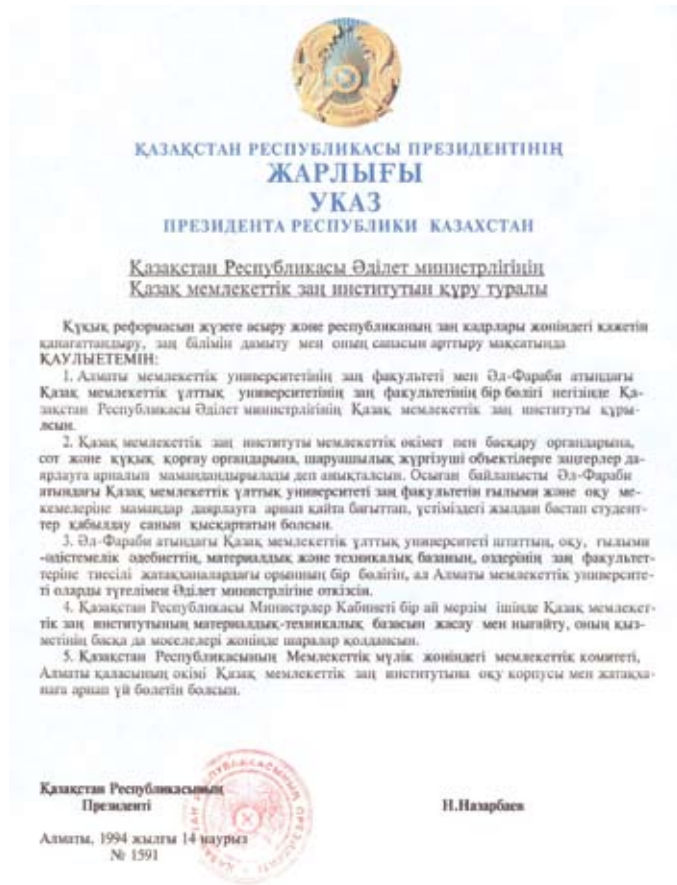 ҚАЗАҚСТАН РЕСПУБЛИКАСЫ ПРЕЗИДЕНТІНІҢ
ЖАРЛЫҒЫ
УКАЗ
ПРЕЗИДЕНТА РЕСПУБЛИКИ КАЗАХСТАН
Қазақстан Республикасы Әділет министрлігінің
Қазақ мемлекеттік заң институтын құру туралы
Құқық реформасын жүзеге асыру және республиканың заң кадрлары жөніндегі қажетін
қанағаттандыру, заң білімін дамыту мен оның сапасын арттыру мақсатында
ҚАУЛЫЕТЕМІН:
1. Алматы мемлекеттік университетінің заң факультеті мен Әл-Фараби атындағы
Қазақ мемлекеттік ұлттық университетінің заң факультетінің бір бөлігі негізінде Қа-
зақстан Республикасы Әділет министрлігінің Қазақ мемлекеттік заң институты құры-
лсын.
2. Қазақ мемлекеттік заң институты мемлекеттік өкімет пен басқару органдарына,
сот және құқық қорғау органдарына, шаруашылық жүргізуші объектілерге заңгерлер да-
ярлауға арналып мамандандырылады деп анықталсын. Осыған байланысты Әл-Фараби
атындағы Қазақ мемлекеттік ұлттық университеті заң факультетін ғылыми және оқу ме-
кемелеріне мамандар даярлауға арнап қайта бағыттап, үстіміздегі жылдан бастап студент-
тер қабылдау санын қысқартатын болсын.
3. Әл-Фараби атындағы Қазақ мемлекеттік ұлттық университеті штаттың, оқу, ғылыми
-әдістемелік әдебиеттің, материалдық және техникалық базаның, өздерінің заң факультет-
теріне тиесілі жатақханалардағы орынның бір бөлігін, ал Алматы мемлекеттік университе-
ті оларды түгелімен Әділет министрлігіне өткізсін.
4. Қазақстан Республикасы Министрлер Кабинеті бір ай мерзім ішінде Қазақ мемлекет-
тік заң институтының материалдық-техникалық базасын жасау мен нығайту, оның қыз-
метінің басқа да мәселелері жөнінде шаралар қолдансын.
5. Қазақстан Республикасының Мемлекеттік мүлік жөніндегі мемлекеттік комитеті,
Алматы қаласының әкімі Қазақ мемлекеттік заң институтына оқу корпусы мен жатақха-
наға арнап үй бөлетін болсын.
Қазақстан Республикасының
Президенті
Н.Назарбаев
Алматы, 1994 жылғы 14 наурыз
№ 1591